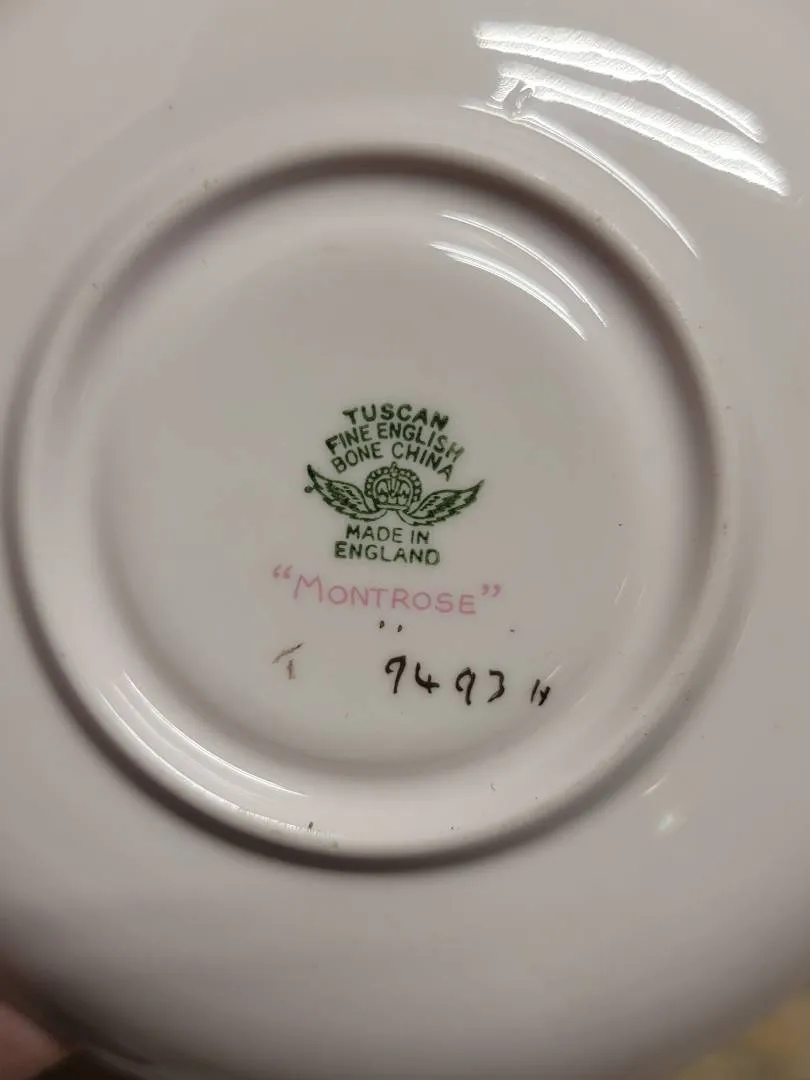 TUSCAN
FINE ENGLISH
BONE CHINA
MADE IN
ENGLAND
“MONTROSE”
9493 H